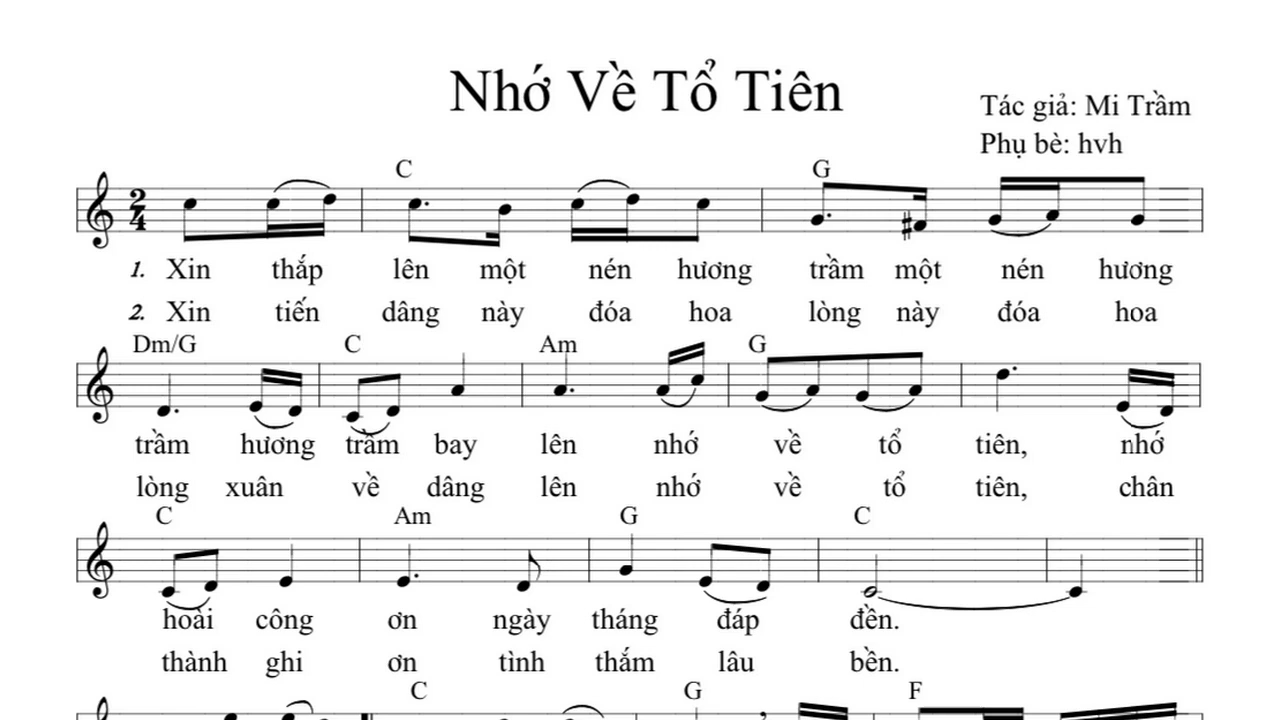 Nhớ Về Tổ Tiên
Tác giả: Mi Trầm
Phụ bè: hvh
C G
2
4
1. Xin thắp lên một nén hương trầm một nén hương
2. Xin tiến dâng này đóa hoa lòng này đóa hoa
Dm/G C Am G
trầm hương trầm bay lên nhớ về tổ tiên, nhớ
lòng xuân về dâng lên nhớ về tổ tiên, chân
C Am G C
hoài công ơn ngày tháng đáp đền.
thành ghi ơn tình thắm lâu bền.
C G F